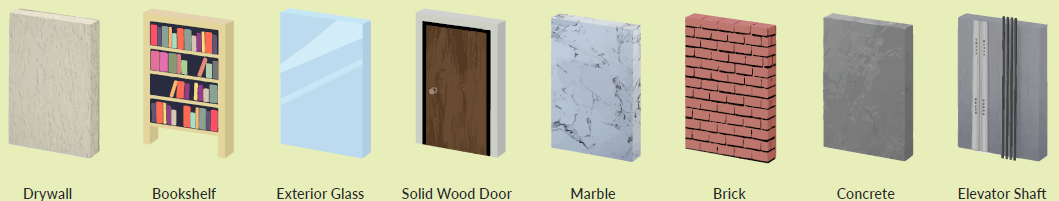 Drywall
Bookshelf
Exterior Glass
Solid Wood Door
Marble
Brick
Concrete
Elevator Shaft